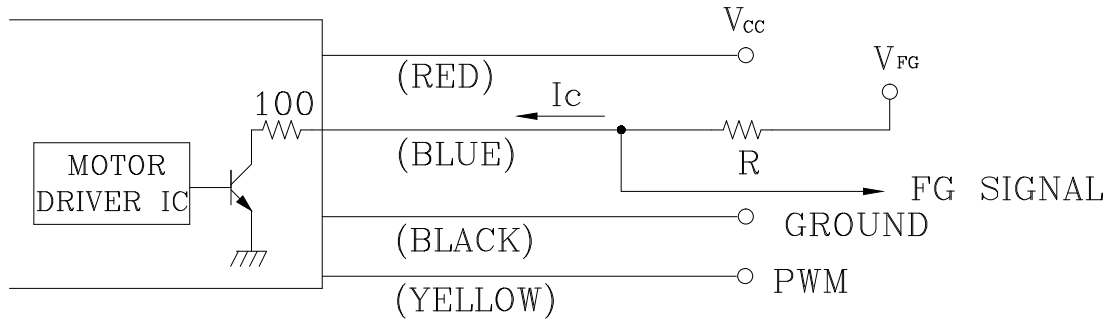 VCC
(RED)
VFG
100
Ic
(BLUE)
R
MOTOR
DRIVER IC
FG SIGNAL
GROUND
(BLACK)
PWM
(YELLOW)